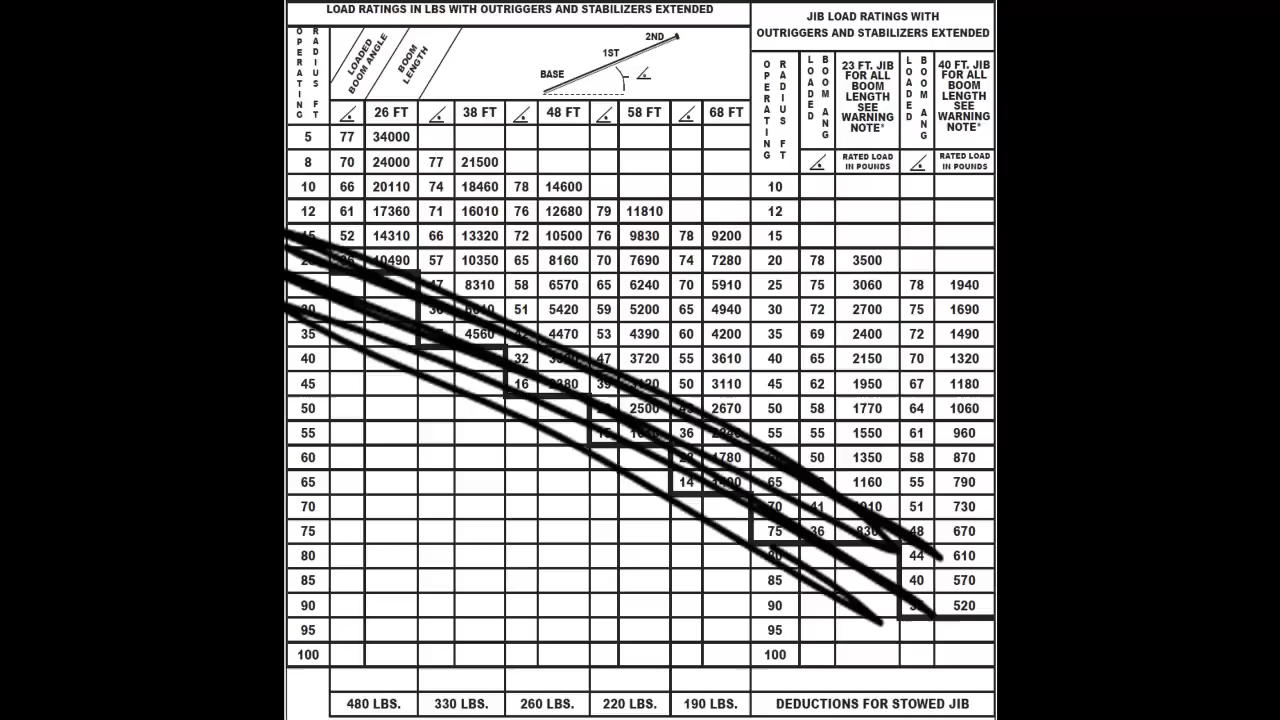 LOAD RATINGS IN LBS WITH OUTRIGGERS AND STABILIZERS EXTENDED
JIB LOAD RATINGS WITH
OUTRIGGERS AND STABILIZERS EXTENDED
OPERATING RADIUS FT
LOADED BOOM ANGLE
BOOM LENGTH
BASE 1ST 2ND
OPERATING RADIUS FT
LOADED BOOM ANG
23 FT. JIB
FOR ALL
BOOM
LENGTH
SEE
WARNING
NOTE*
LOADED BOOM ANG
40 FT. JIB
FOR ALL
BOOM
LENGTH
SEE
WARNING
NOTE*
26 FT 38 FT 48 FT 58 FT 68 FT
RATED LOAD
IN POUNDS
RATED LOAD
IN POUNDS
5 77 34000
8 70 24000 77 21500
10 66 20110 74 18460 78 14600 10
12 61 17360 71 16010 76 12680 79 11810 12
52 14310 66 13320 72 10500 76 9830 78 9200 15
10490 57 10350 65 8160 70 7690 74 7280 20 78 3500
8310 58 6570 65 6240 70 5910 25 75 3060 78 1940
51 5420 59 5200 65 4940 30 72 2700 75 1690
35 4560 4470 53 4390 60 4200 35 69 2400 72 1490
40 32 47 3720 55 3610 40 65 2150 70 1320
45 16 50 3110 45 62 1950 67 1180
50 2500 2670 50 58 1770 64 1060
55 36 55 55 1550 61 960
60 1780 50 1350 58 870
65 14 65 1160 55 790
70 70 41 51 730
75 75 36 830 48 670
80 44 610
85 85 40 570
90 90 520
95 95
100 100
480 LBS. 330 LBS. 260 LBS. 220 LBS. 190 LBS. DEDUCTIONS FOR STOWED JIB